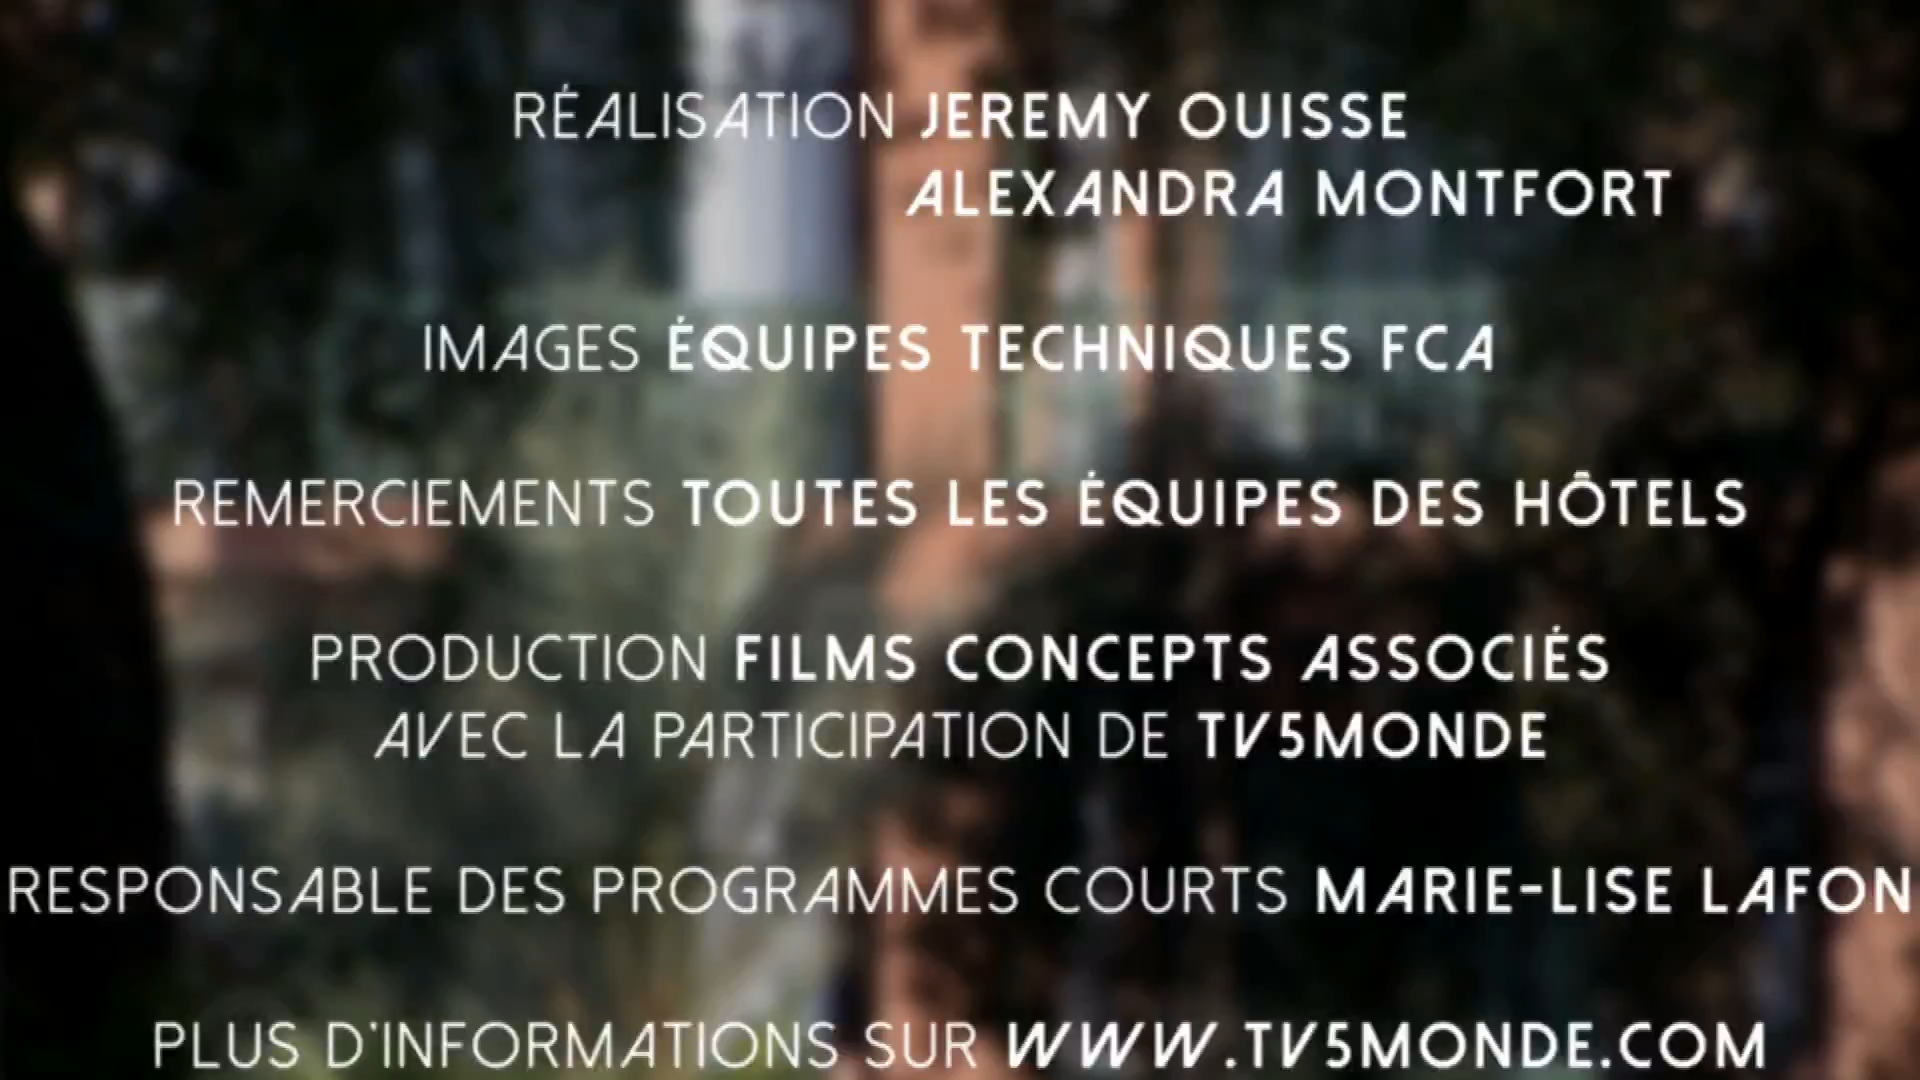 RÉALISATION JEREMY OUISSE
ALEXANDRA MONTFORT
IMAGES ÉQUIPES TECHNIQUES FCA
REMERCIEMENTS TOUTES LES ÉQUIPES DES HÔTELS
PRODUCTION FILMS CONCEPTS ASSOCIÉS
AVEC LA PARTICIPATION DE TV5MONDE
RESPONSABLE DES PROGRAMMES COURTS MARIE-LISE LAFON
PLUS D'INFORMATIONS SUR WWW.TV5MONDE.COM